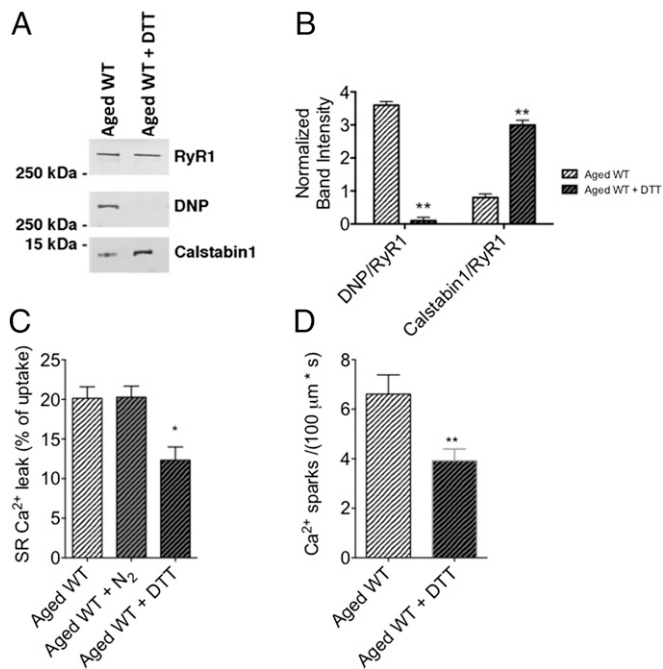 A
Aged WT
Aged WT + DTT
RyR1
250 kDa -
DNP
250 kDa -
15 kDa -
Calstabin1
B
Normalized
Band Intensity
4
3
2
1
0
**
**
DNP/RyR1
Calstabin1/RyR1
Aged WT
Aged WT + DTT
C
SR Ca²⁺ leak (% of uptake)
25
20
15
10
5
0
*
Aged WT
Aged WT + N₂
Aged WT + DTT
D
Ca²⁺ sparks /(100 μm * s)
8
6
4
2
0
**
Aged WT
Aged WT + DTT